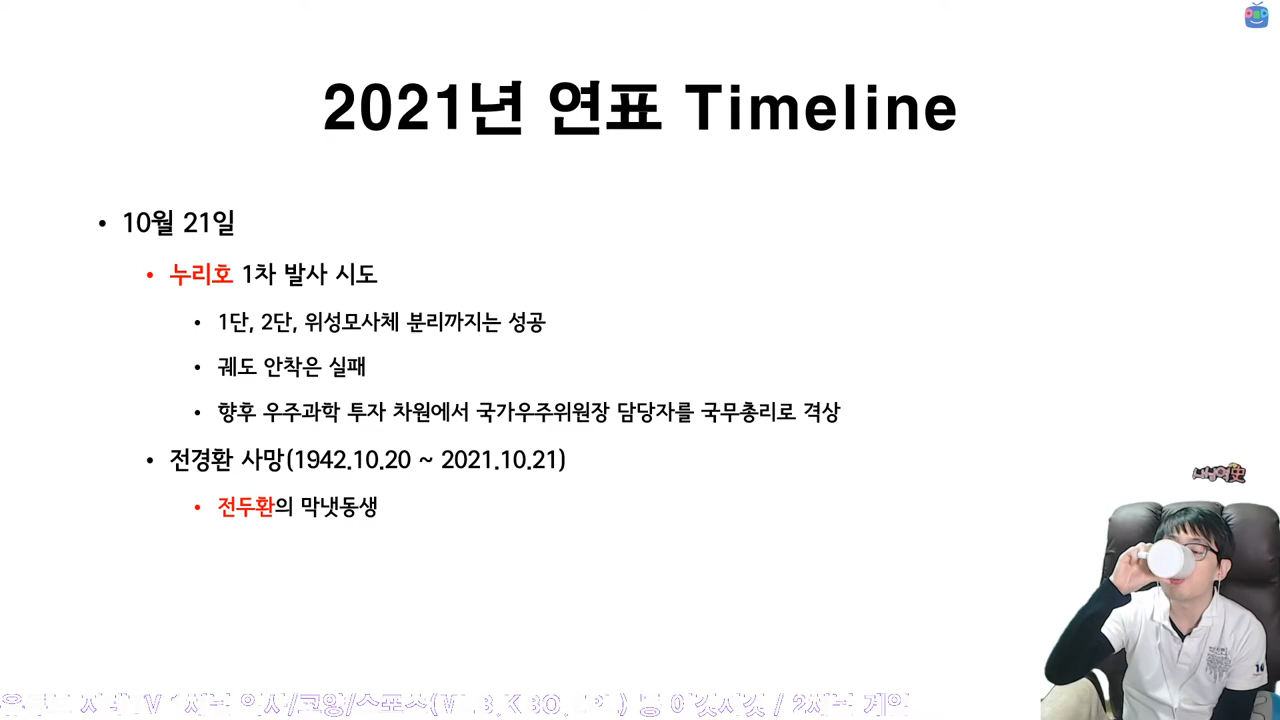 2021년 연표 Timeline
• 10월 21일
• 누리호 1차 발사 시도
• 1단, 2단, 위성모사체 분리까지는 성공
• 궤도 안착은 실패
• 향후 우주과학 투자 차원에서 국가우주위원장 담당자를 국무총리로 격상
• 전경환 사망(1942.10.20 ~ 2021.10.21)
• 전두환의 막냇동생